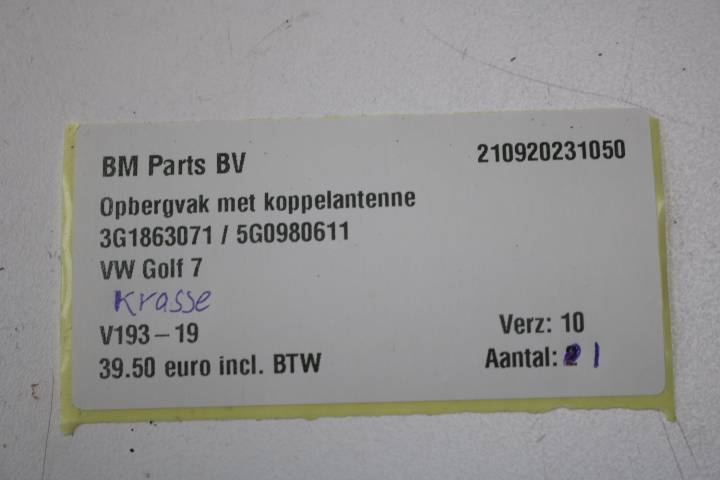 BM Parts BV 210920231050
Opbergvak met koppelantenne
3G1863071 / 5G0980611
VW Golf 7
Krasse
V193 – 19 Verz: 10
39.50 euro incl. BTW Aantal: 2 1